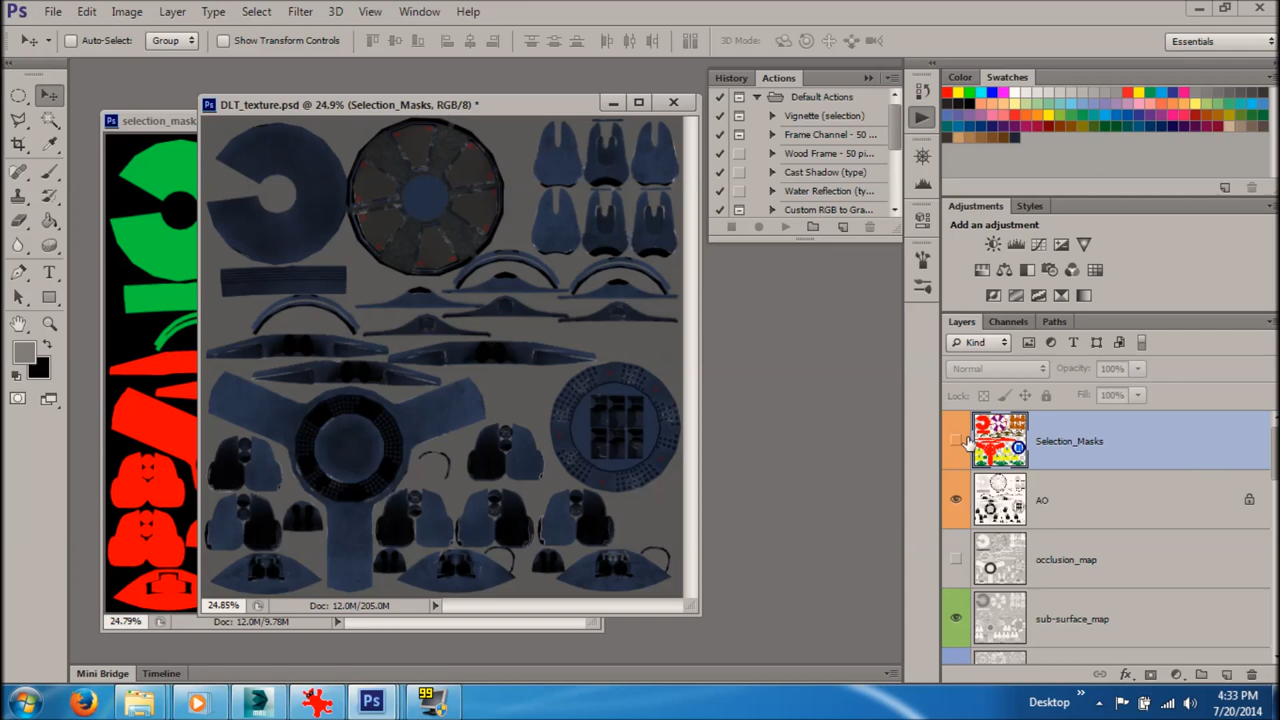 Ps File Edit Image Layer Type Select Filter 3D View Window Help
Auto-Select: Group Show Transform Controls 3D Mode: Essentials
History Actions
Color Swatches
Ps DLT_texture.psd @ 24.9% (Selection_Masks, RGB/8) *
Ps selection_mask
Default Actions
Vignette (selection)
Frame Channel - 50 ...
Wood Frame - 50 pi...
Cast Shadow (type)
Water Reflection (ty...
Custom RGB to Gra...
Adjustments Styles
Add an adjustment
Layers Channels Paths
Kind
Normal Opacity: 100%
Lock: Fill: 100%
Selection_Masks
AO
occlusion_map
sub-surface_map
24.85% Doc: 12.0M/205.0M
24.79% Doc: 12.0M/9.78M
Mini Bridge Timeline
99
Ps
Desktop
4:33 PM
7/20/2014